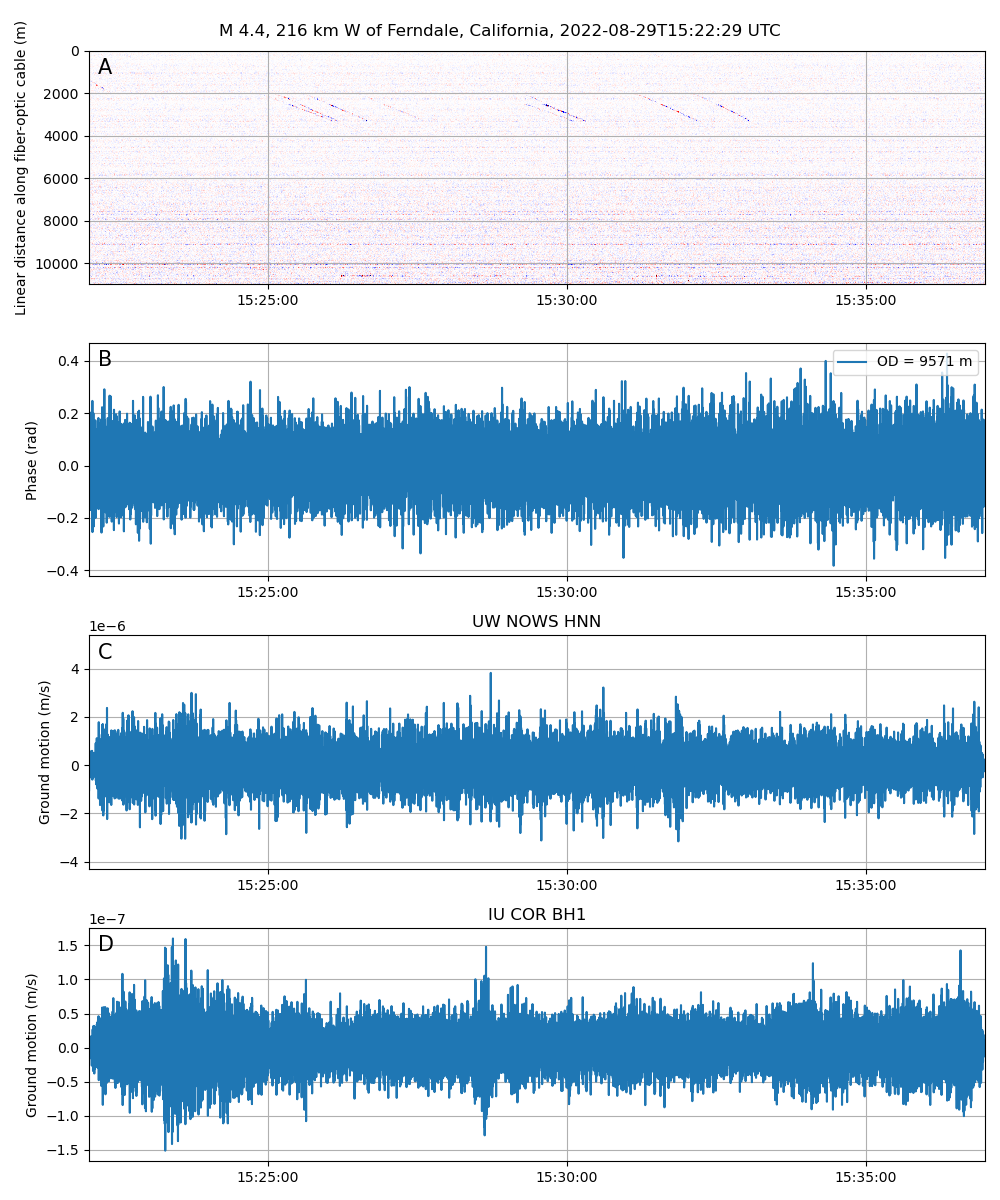 M 4.4, 216 km W of Ferndale, California, 2022-08-29T15:22:29 UTC
Linear distance along fiber-optic cable (m)
A
0
2000
4000
6000
8000
10000
15:25:00 15:30:00 15:35:00
B
OD = 9571 m
Phase (rad)
0.4
0.2
0.0
−0.2
−0.4
15:25:00 15:30:00 15:35:00
UW NOWS HNN
1e−6
C
Ground motion (m/s)
4
2
0
−2
−4
15:25:00 15:30:00 15:35:00
IU COR BH1
1e−7
D
Ground motion (m/s)
1.5
1.0
0.5
0.0
−0.5
−1.0
−1.5
15:25:00 15:30:00 15:35:00